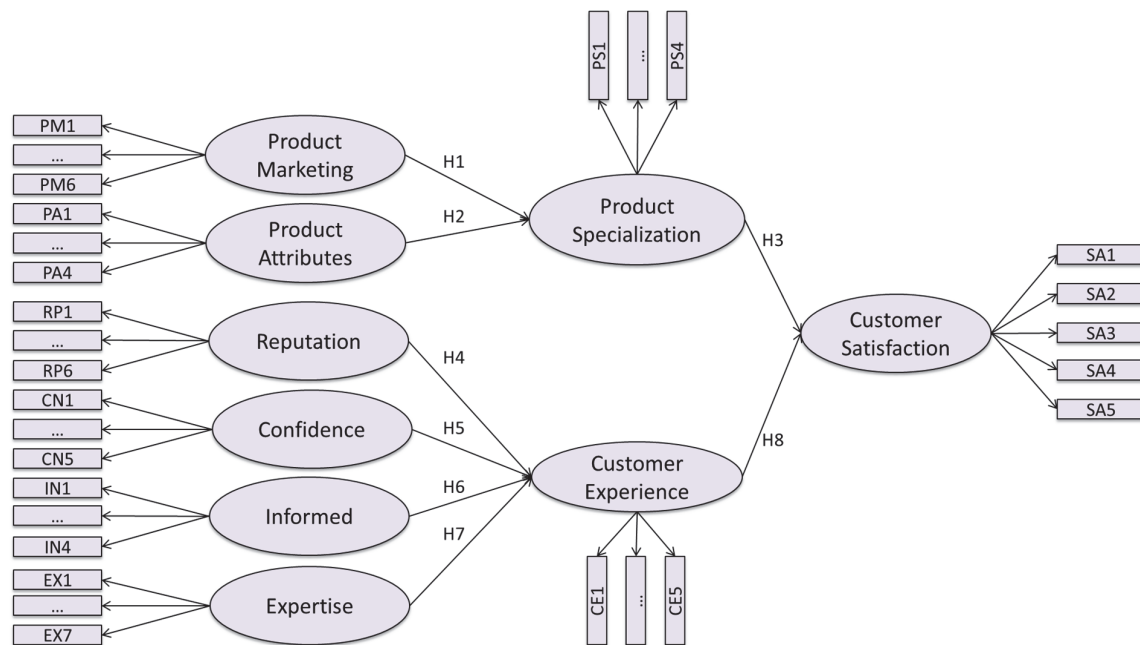 PS1
...
PS4
PM1
...
PM6
Product
Marketing
H1
PA1
...
PA4
Product
Attributes
H2
Product
Specialization
H3
RP1
...
RP6
Reputation
H4
CN1
...
CN5
Confidence
H5
IN1
...
IN4
Informed
H6
EX1
...
EX7
Expertise
H7
Customer
Experience
H8
CE1
...
CE5
Customer
Satisfaction
SA1
SA2
SA3
SA4
SA5